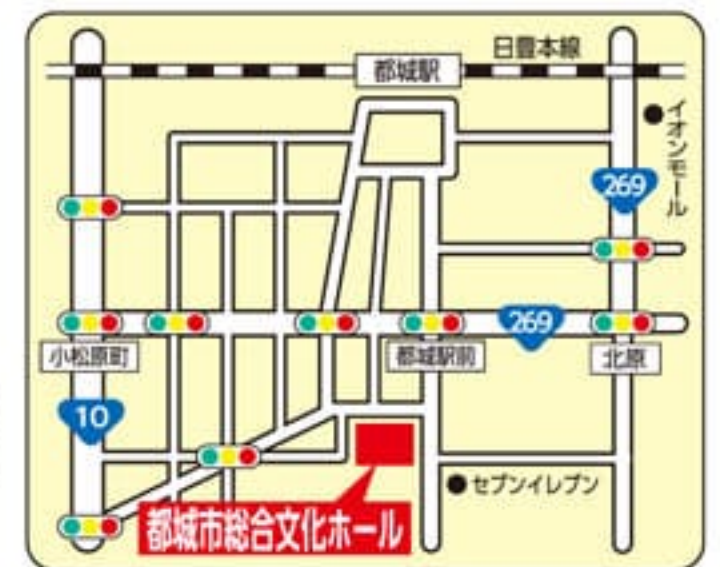 日豊本線
都城駅
イオンモール
269
269
小松原町
都城駅前
北原
10
セブンイレブン
都城市総合文化ホール